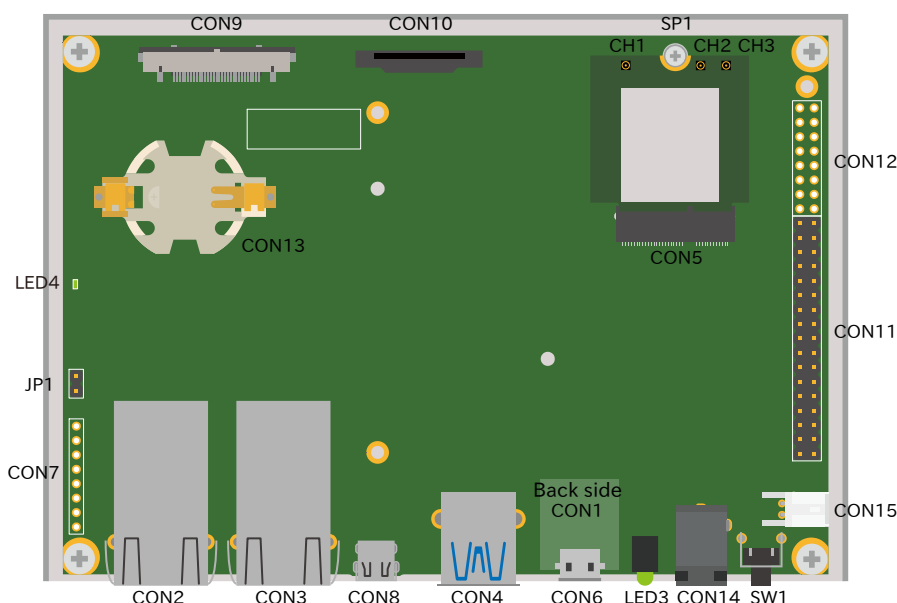 CON9
CON10
SP1
CH1
CH2
CH3
CON12
CON13
CON5
LED4
CON11
JP1
CON7
Back side
CON1
CON15
CON2
CON3
CON8
CON4
CON6
LED3
CON14
SW1